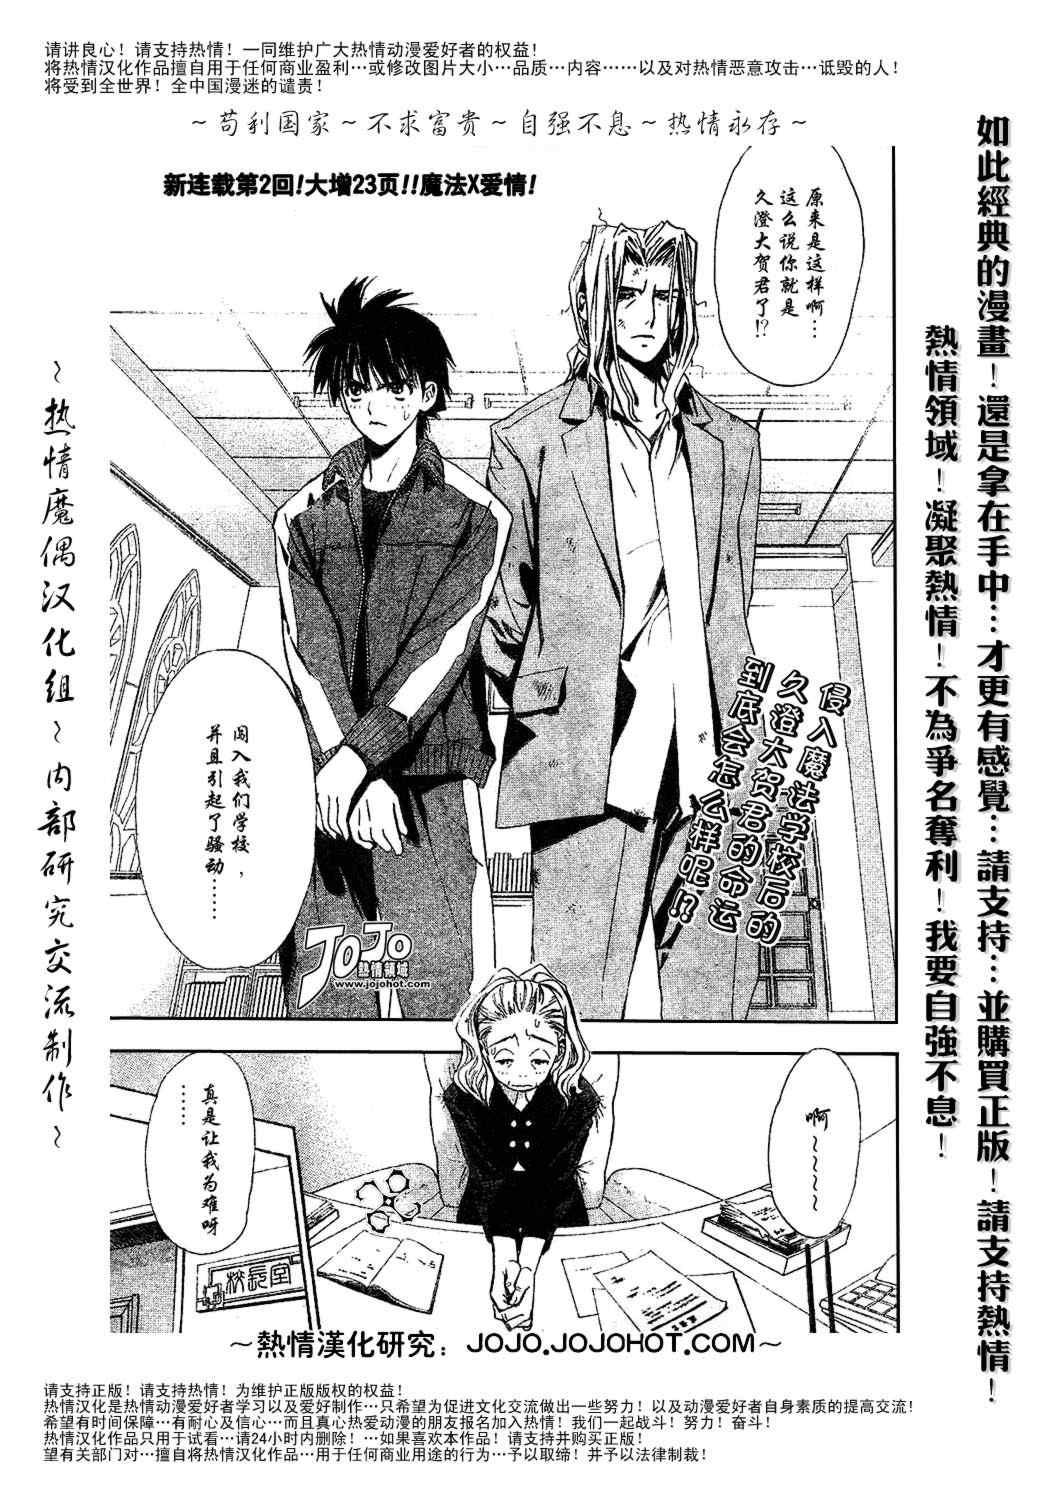 请讲良心！请支持热情！一同维护广大热情动漫爱好者的权益！
将热情汉化作品擅自用于任何商业盈利…或修改图片大小…品质…内容……以及对热情恶意攻击…诋毁的人！
将受到全世界！全中国漫迷的谴责！
～苟利国家～不求富贵～自强不息～热情永存～
如此經典的漫畫！還是拿在手中…才更有感覺…請支持…並購買正版！請支持熱情！
熱情領域！凝聚熱情！不為爭名奪利！我要自強不息！
～热情魔偶汉化组～内部研究交流制作～
新连载第2回！大增23页！！魔法X爱情！
原来是这样啊…
这么说你就是
久澄大贺君了！？
侵入魔法学校后的
久澄大贺君的命运
到底会怎么样呢！？
闯入我们学校，
并且引起了骚动……
JOJO
热情领域
www.jojohot.com
啊～～～～
真是让我为难呀
……
校長室
～熱情漢化研究：JOJO.JOJOHOT.COM～
请支持正版！请支持热情！为维护正版版权的权益！
热情汉化是热情动漫爱好者学习以及爱好制作…只希望为促进文化交流做出一些努力！以及动漫爱好者自身素质的提高交流！
希望有时间保障…有耐心及信心…而且真心热爱动漫的朋友报名加入热情！我们一起战斗！努力！奋斗！
热情汉化作品只用于试看…请24小时内删除！…如果喜欢本作品！请支持并购买正版！
望有关部门对…擅自将热情汉化作品…用于任何商业用途的行为…予以取缔！并予以法律制裁！